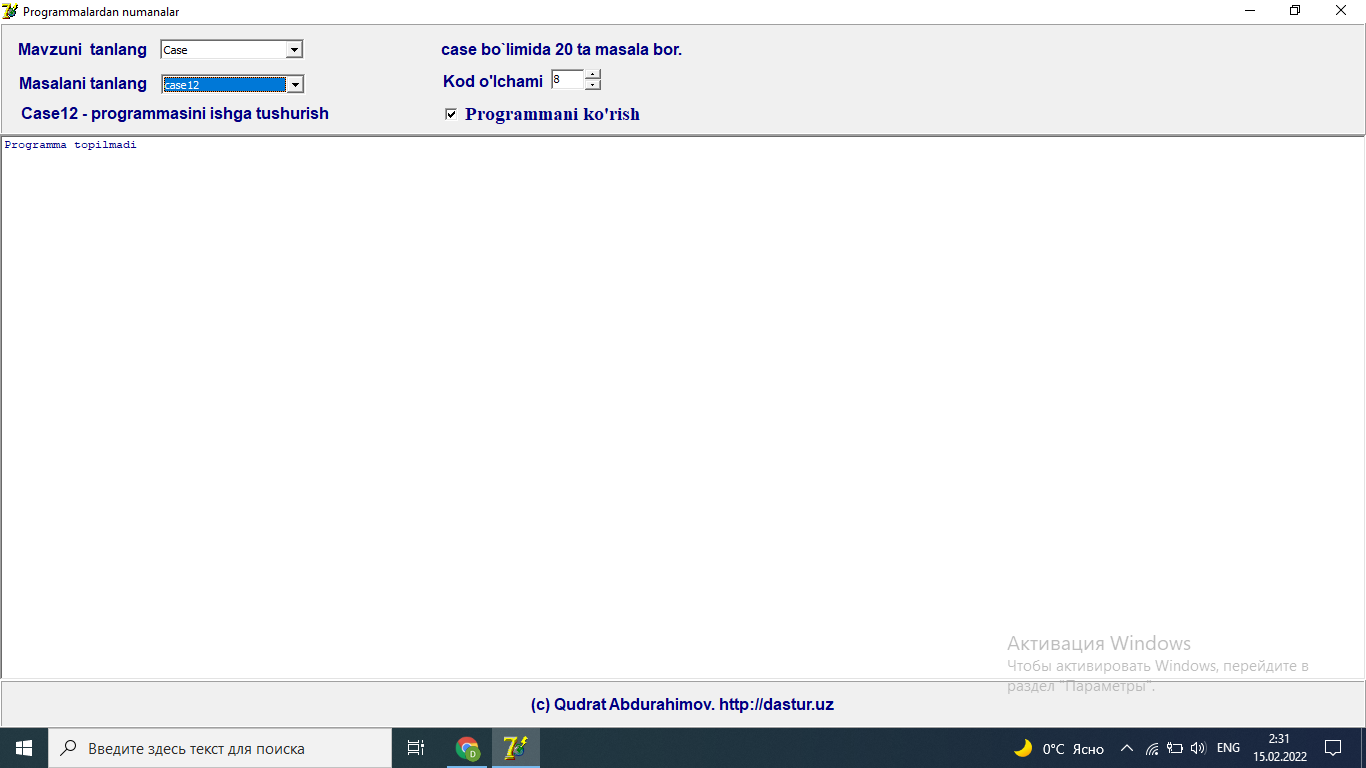 Programmalardan numanalar
Mavzuni tanlang Case case bo`limida 20 ta masala bor.
Masalani tanlang case12 Kod o'lchami 8
Case12 - programmasini ishga tushurish Programmani ko'rish
Programma topilmadi
Активация Windows
Чтобы активировать Windows, перейдите в
раздел "Параметры".
(c) Qudrat Abdurahimov. http://dastur.uz
Введите здесь текст для поиска D 0°C Ясно ENG 2:31
15.02.2022